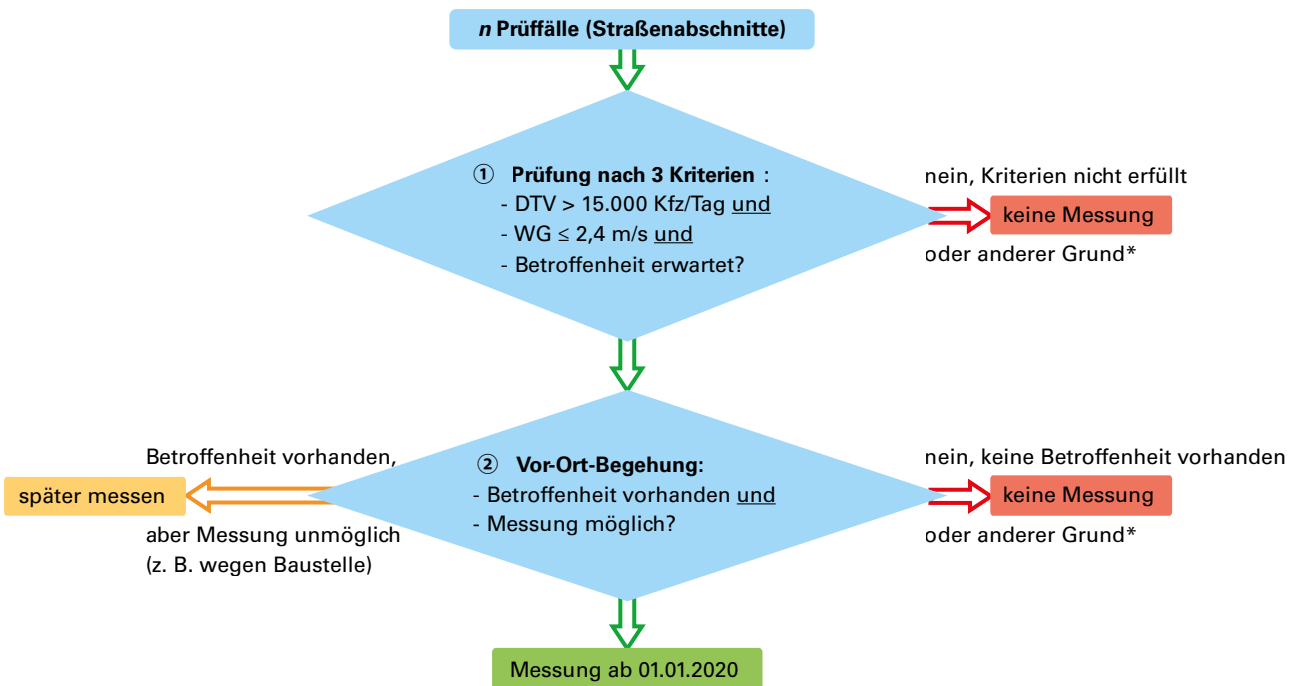 n Prüffälle (Straßenabschnitte)
① Prüfung nach 3 Kriterien :
- DTV > 15.000 Kfz/Tag und
- WG ≤ 2,4 m/s und
- Betroffenheit erwartet?
nein, Kriterien nicht erfüllt
keine Messung
oder anderer Grund*
Betroffenheit vorhanden,
später messen
aber Messung unmöglich
(z. B. wegen Baustelle)
② Vor-Ort-Begehung:
- Betroffenheit vorhanden und
- Messung möglich?
nein, keine Betroffenheit vorhanden
keine Messung
oder anderer Grund*
Messung ab 01.01.2020